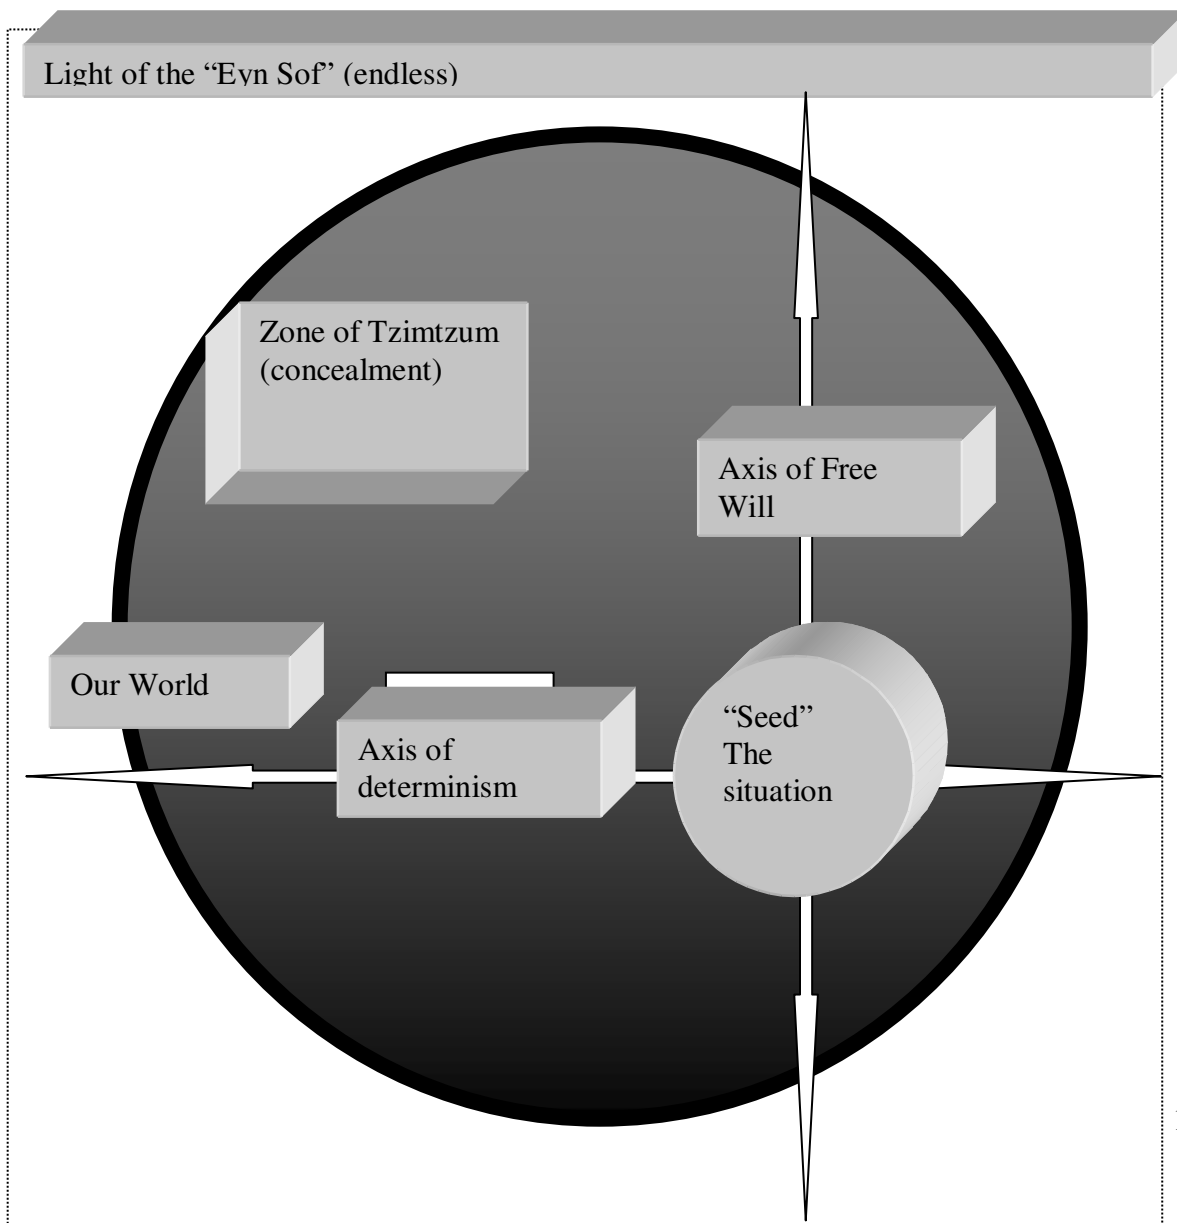 Light of the “Eyn Sof” (endless)
Zone of Tzimtzum
(concealment)
Axis of Free
Will
Our World
“Seed”
The
situation
Axis of
determinism